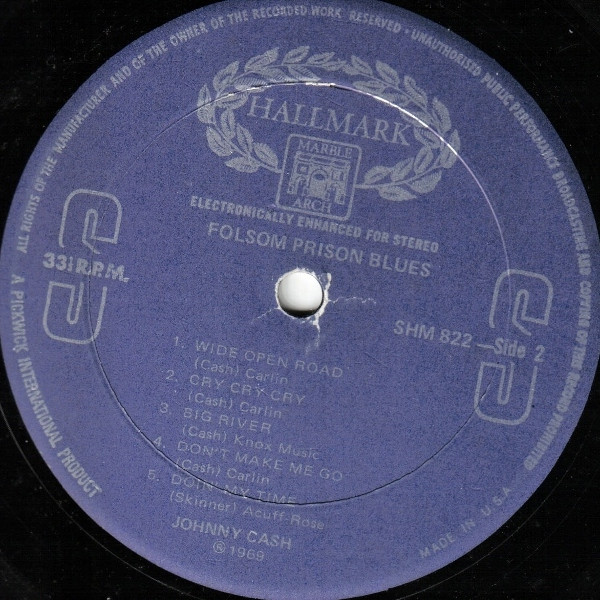 ALL RIGHTS OF THE MANUFACTURER AND OF THE OWNER OF THE RECORDED WORK RESERVED · UNAUTHORISED PUBLIC PERFORMANCE BROADCASTING AND COPYING OF THIS RECORD PROHIBITED
HALLMARK
MARBLE
ARCH
ELECTRONICALLY ENHANCED FOR STEREO
FOLSOM PRISON BLUES
33⅓ R.P.M.
SHM 822—Side 2
1. WIDE OPEN ROAD
(Cash) Carlin
2. CRY CRY CRY
(Cash) Carlin
3. BIG RIVER
(Cash) Knox Music
4. DON'T MAKE ME GO
(Cash) Carlin
5. DOIN' MY TIME
(Skinner) Acuff-Rose
JOHNNY CASH
℗ 1969
A PICKWICK INTERNATIONAL PRODUCT
MADE IN U.S.A